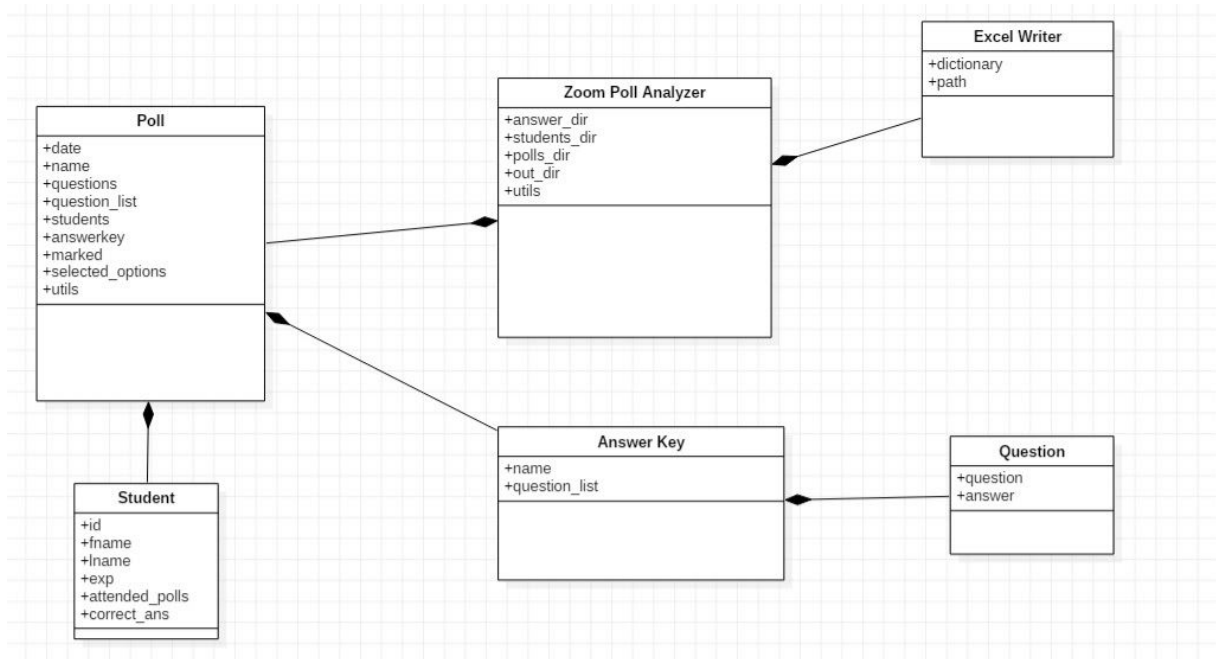 Poll
+date
+name
+questions
+question_list
+students
+answerkey
+marked
+selected_options
+utils
Zoom Poll Analyzer
+answer_dir
+students_dir
+polls_dir
+out_dir
+utils
Excel Writer
+dictionary
+path
Student
+id
+fname
+lname
+exp
+attended_polls
+correct_ans
Answer Key
+name
+question_list
Question
+question
+answer